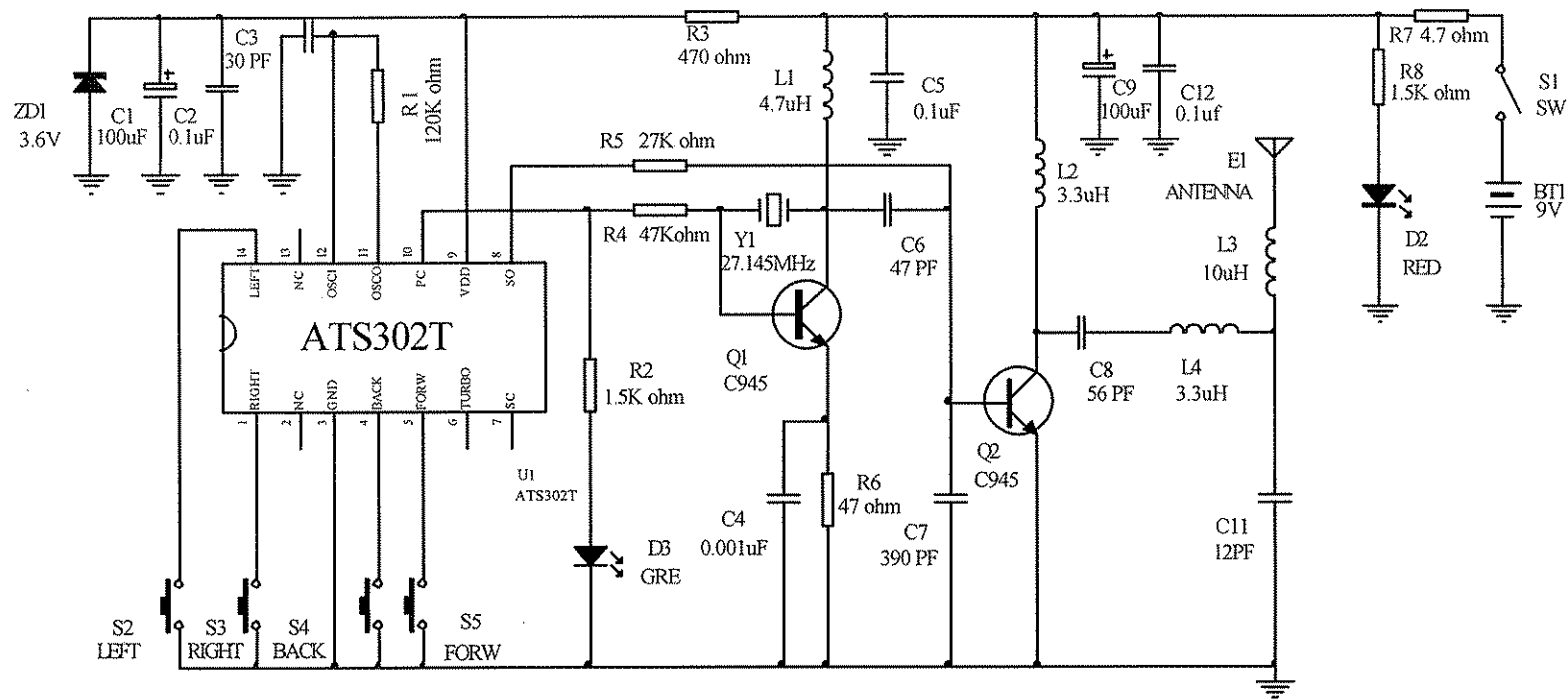 C3
30 PF
R3
470 ohm
R7 4.7 ohm
L1
4.7uH
R8
1.5K ohm
S1
SW
ZD1
3.6V
C1
100uF
C2
0.1uF
R1
120K ohm
C5
0.1uF
C9
100uF
C12
0.1uf
R5 27K ohm
L2
3.3uH
E1
ANTENNA
BT1
9V
R4 47Kohm
Y1
27.145MHz
C6
47 PF
L3
10uH
D2
RED
14 13 12 11 10 9 8
LEFT NC OSCI OSCO PC VDD SO
ATS302T
RIGHT NC GND BACK FORW TURBO SC
1 2 3 4 5 6 7
U1
ATS302T
R2
1.5K ohm
Q1
C945
C8
56 PF
L4
3.3uH
Q2
C945
R6
47 ohm
C4
0.001uF
C7
390 PF
C11
12PF
D3
GRE
S2
LEFT
S3
RIGHT
S4
BACK
S5
FORW